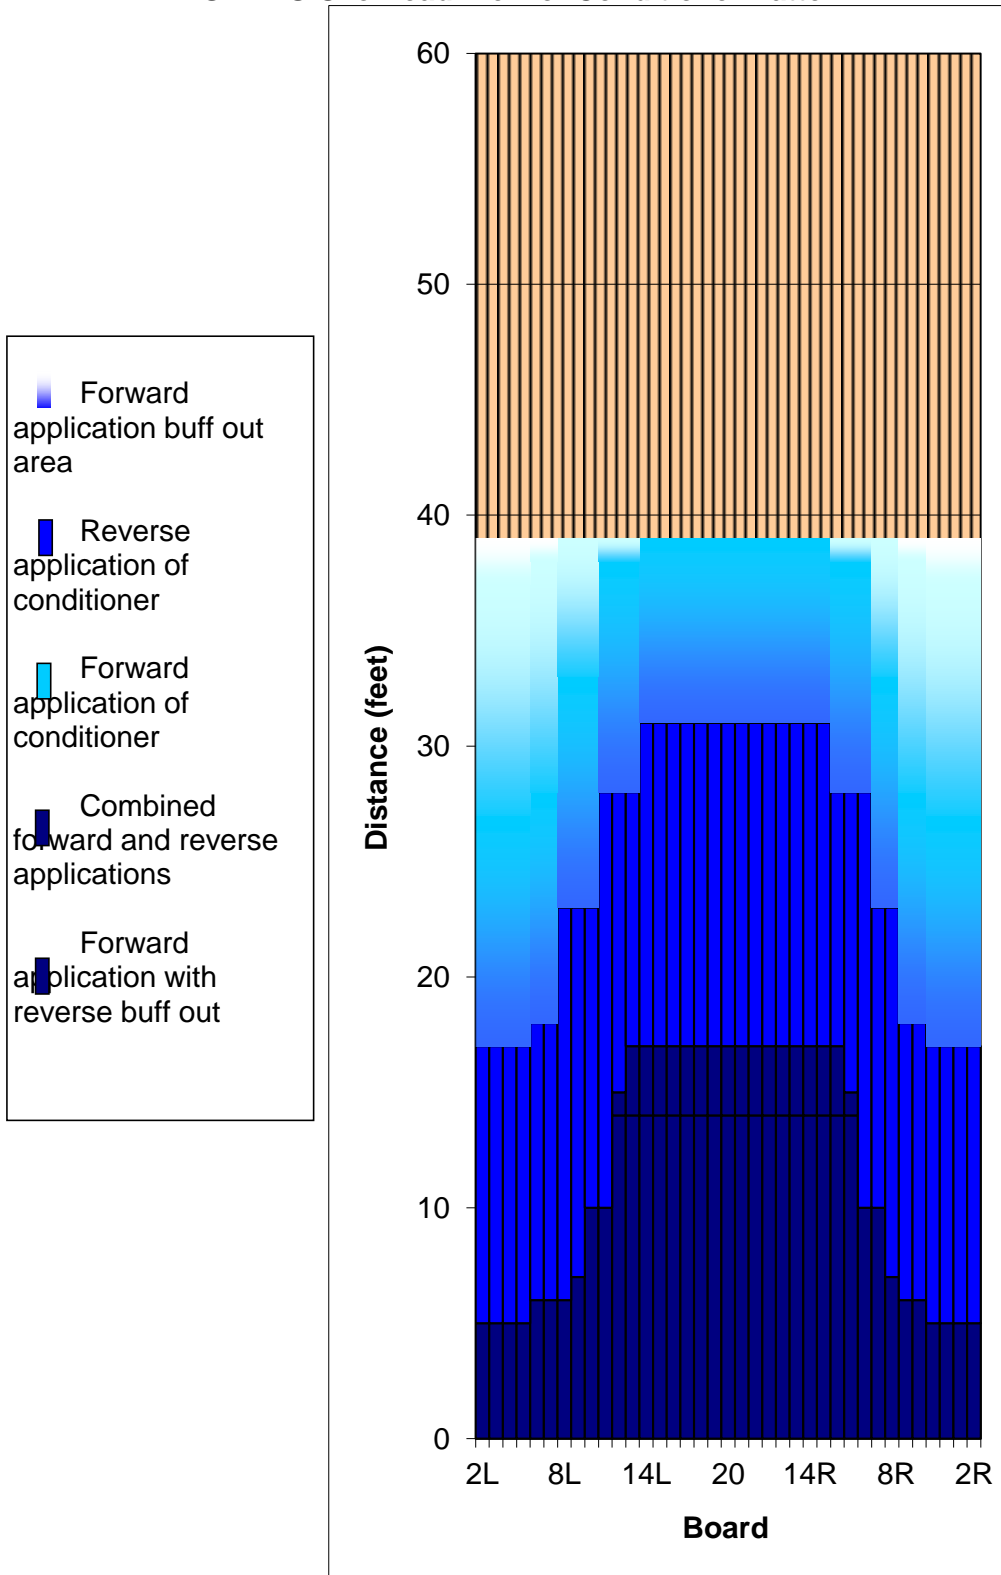 60
50
40
30
20
10
0
Distance (feet)
2L 8L 14L 20 14R 8R 2R
Board
Forward
application buff out
area
Reverse
application of
conditioner
Forward
application of
conditioner
Combined
forward and reverse
applications
Forward
application with
reverse buff out